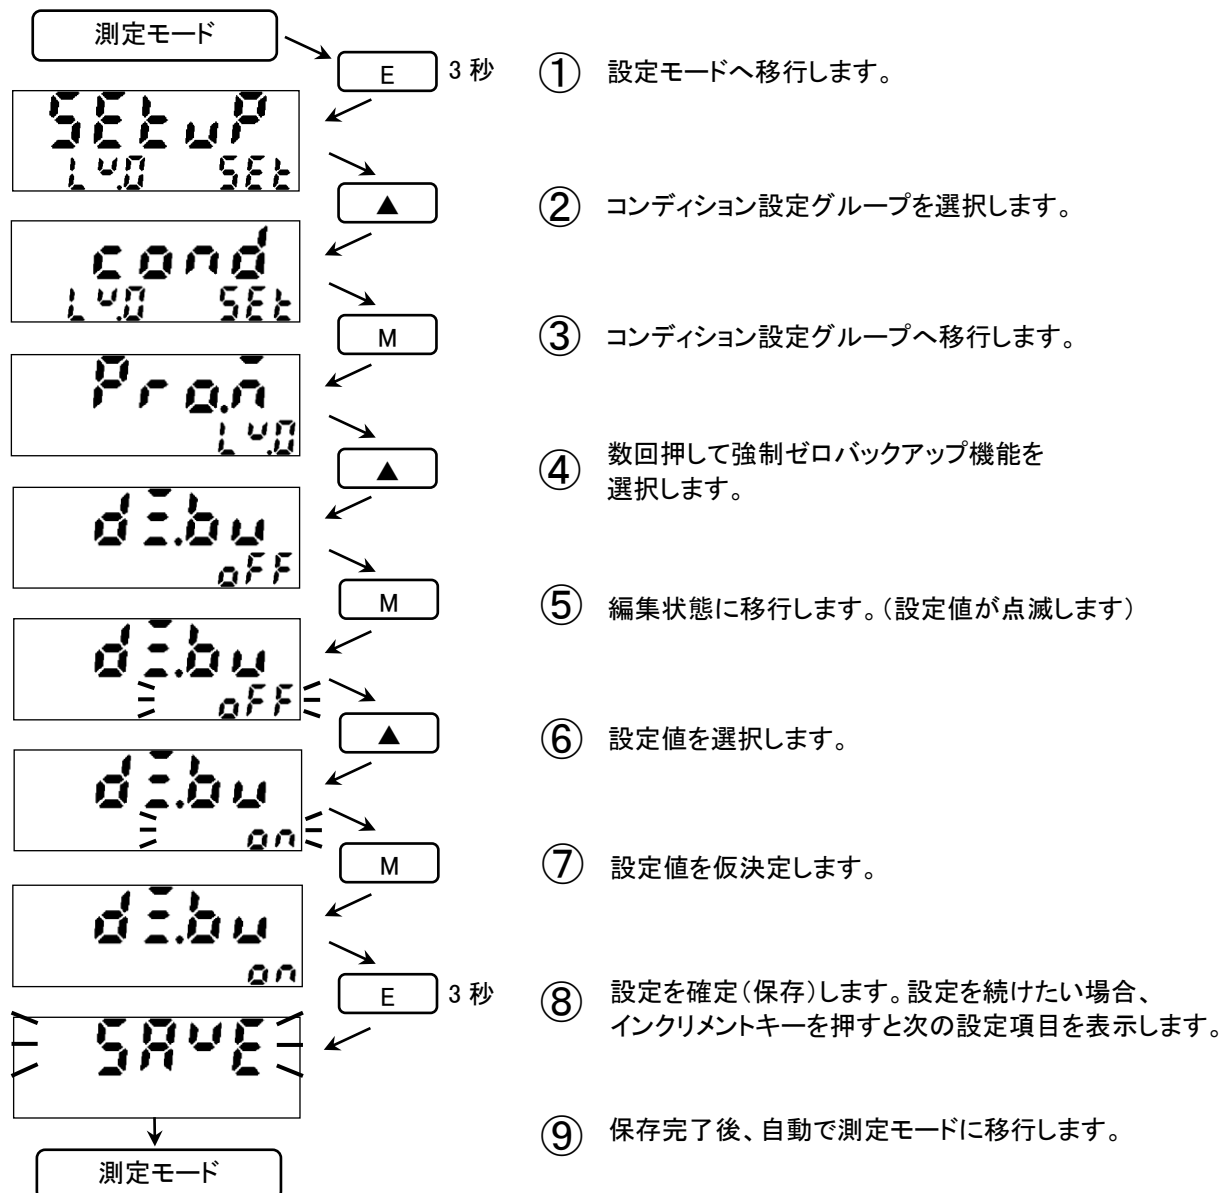 測定モード
E 3秒 ① 設定モードへ移行します。
SEtuP
Lv.0 SEt
▲ ② コンディション設定グループを選択します。
cond
Lv.0 SEt
M ③ コンディション設定グループへ移行します。
Pro.m
Lv.0
▲ ④ 数回押して強制ゼロバックアップ機能を
選択します。
dZ.bu
oFF
M ⑤ 編集状態に移行します。（設定値が点滅します）
dZ.bu
oFF
▲ ⑥ 設定値を選択します。
dZ.bu
on
M ⑦ 設定値を仮決定します。
dZ.bu
on
E 3秒 ⑧ 設定を確定（保存）します。設定を続けたい場合、
インクリメントキーを押すと次の設定項目を表示します。
SAvE
⑨ 保存完了後、自動で測定モードに移行します。
測定モード